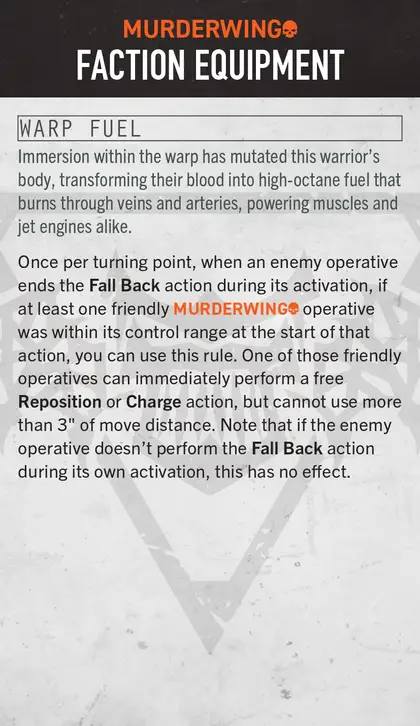 MURDERWING
FACTION EQUIPMENT
WARP FUEL
Immersion within the warp has mutated this warrior’s
body, transforming their blood into high-octane fuel that
burns through veins and arteries, powering muscles and
jet engines alike.
Once per turning point, when an enemy operative
ends the Fall Back action during its activation, if
at least one friendly MURDERWING operative
was within its control range at the start of that
action, you can use this rule. One of those friendly
operatives can immediately perform a free
Reposition or Charge action, but cannot use more
than 3" of move distance. Note that if the enemy
operative doesn’t perform the Fall Back action
during its own activation, this has no effect.